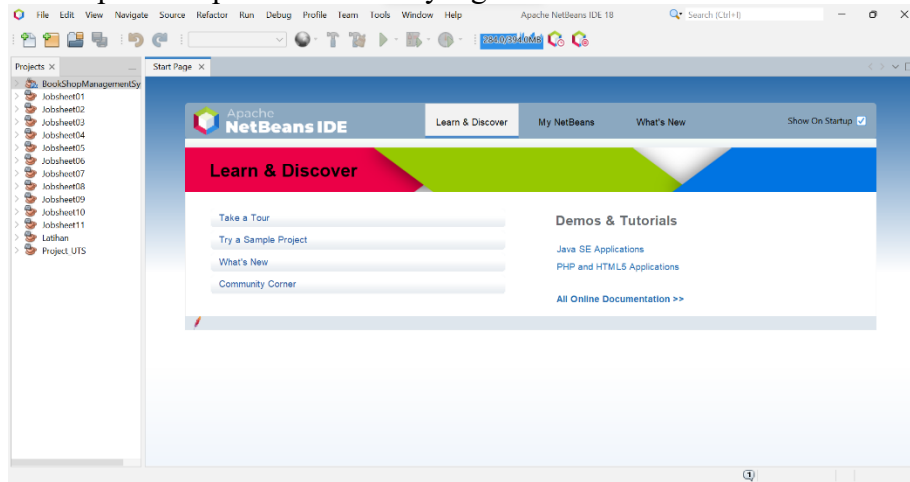 File Edit View Navigate Source Refactor Run Debug Profile Team Tools Window Help Apache NetBeans IDE 18 Search (Ctrl+I)
Projects
Start Page
BookShopManagementSy
Jobsheet01
Jobsheet02
Jobsheet03
Jobsheet04
Jobsheet05
Jobsheet06
Jobsheet07
Jobsheet08
Jobsheet09
Jobsheet10
Jobsheet11
Latihan
Project_UTS
Apache
NetBeans IDE
Learn & Discover My NetBeans What's New Show On Startup
Learn & Discover
Take a Tour
Try a Sample Project
What's New
Community Corner
Demos & Tutorials
Java SE Applications
PHP and HTML5 Applications
All Online Documentation >>
1